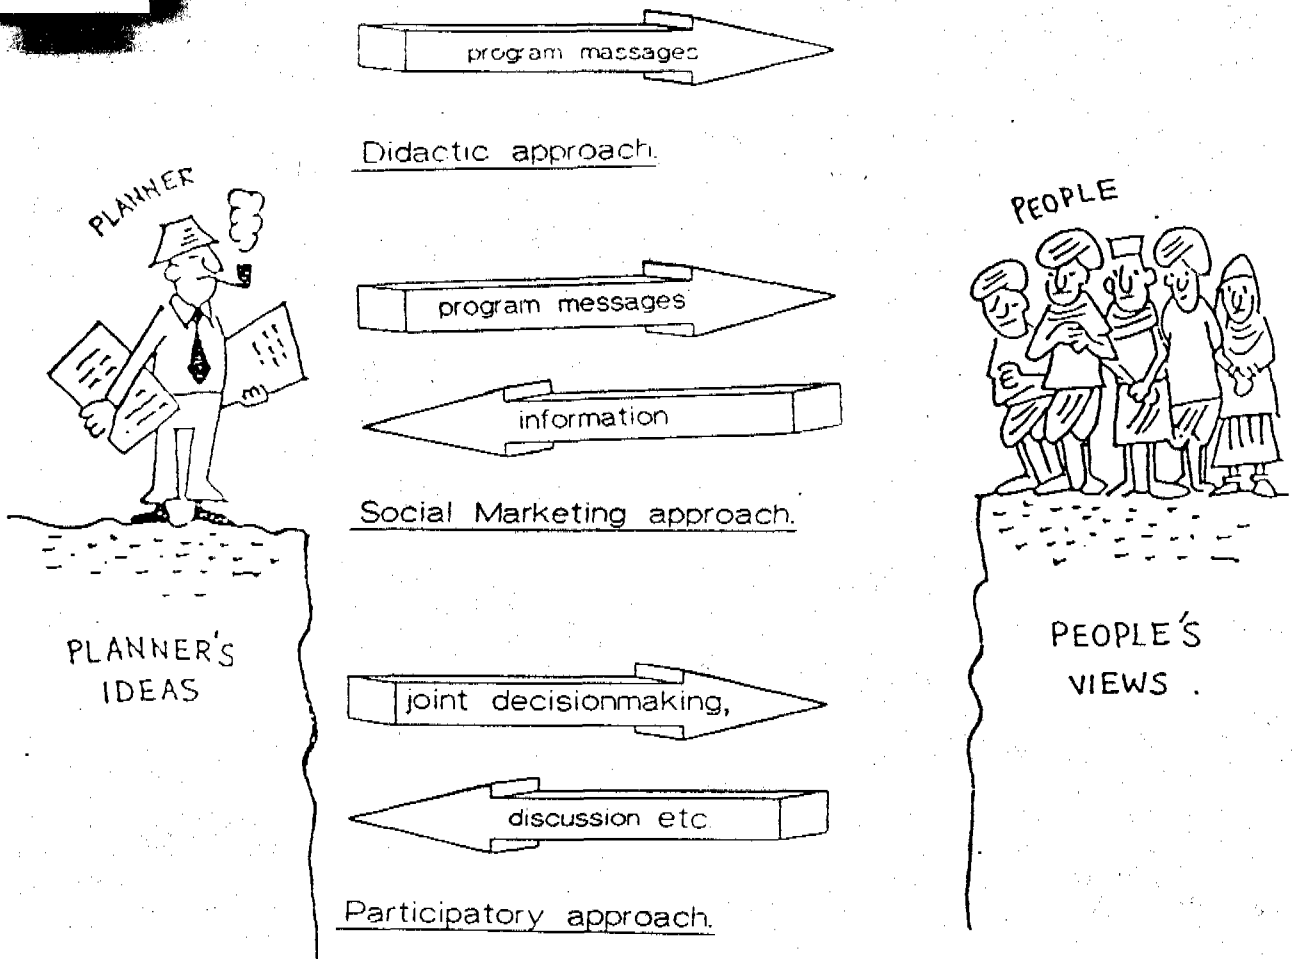 program massages
Didactic approach.
PLANNER
PEOPLE
program messages
information
Social Marketing approach.
PLANNER'S
IDEAS
PEOPLE'S
VIEWS .
joint decisionmaking,
discussion etc
Participatory approach.